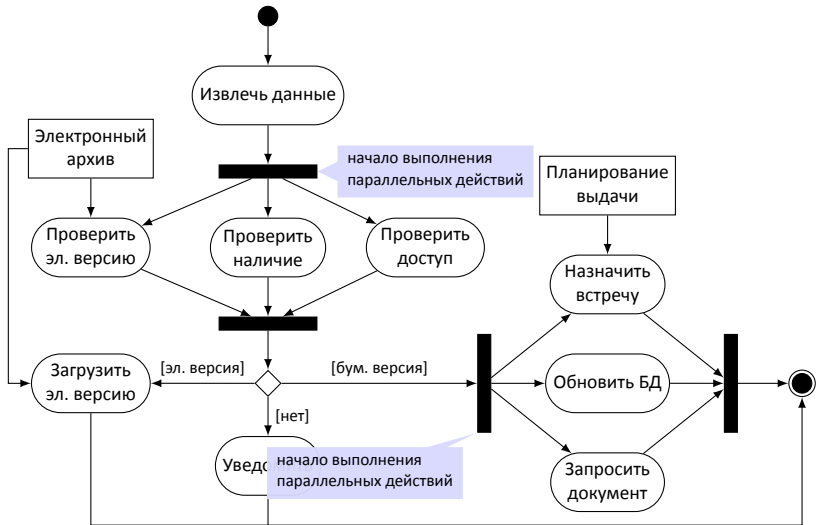 Извлечь данные
Электронный
архив
начало выполнения
параллельных действий
Планирование
выдачи
Проверить
эл. версию
Проверить
наличие
Проверить
доступ
Назначить
встречу
[эл. версия]
[бум. версия]
Загрузить
эл. версию
Обновить БД
[нет]
начало выполнения
параллельных действий
Запросить
документ